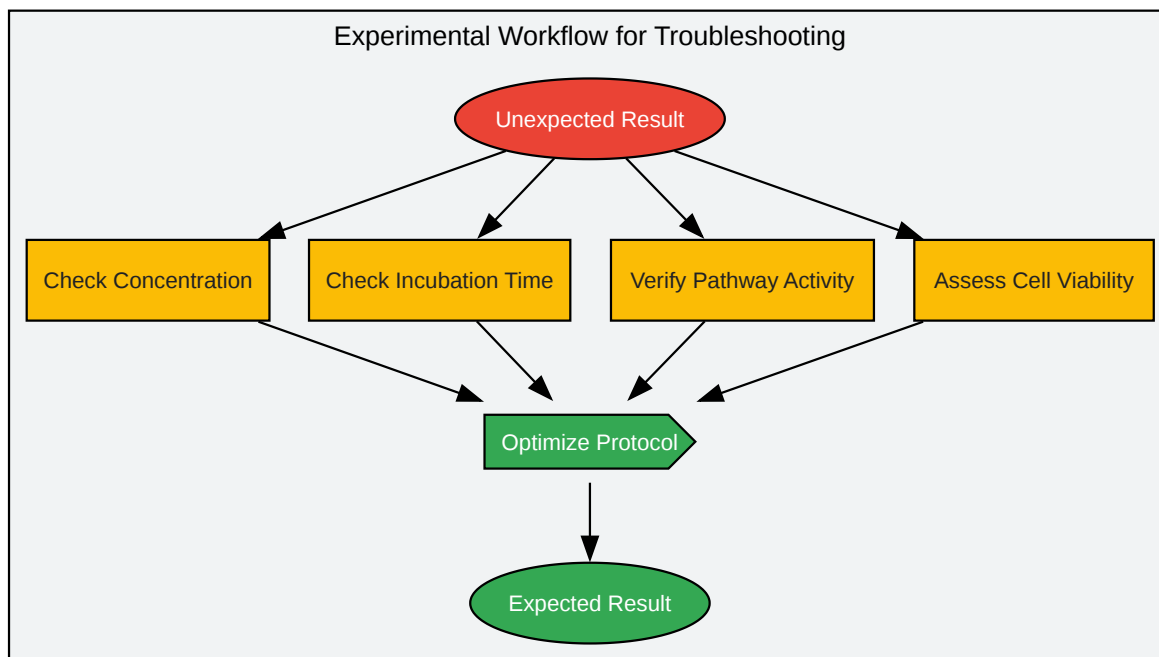 Experimental Workflow for Troubleshooting
Unexpected Result
Check Concentration
Check Incubation Time
Verify Pathway Activity
Assess Cell Viability
Optimize Protocol
Expected Result